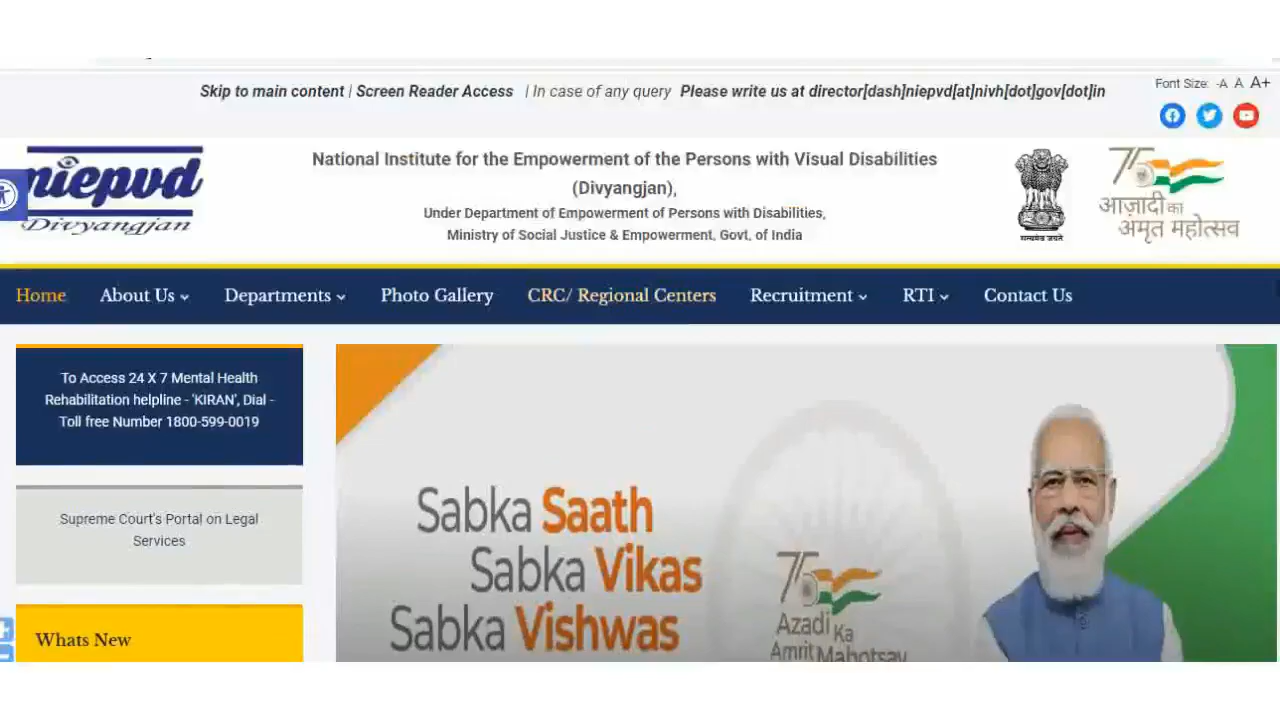 Skip to main content | Screen Reader Access | In case of any query Please write us at director[dash]niepvd[at]nivh[dot]gov[dot]in
Font Size: -A A A+
niepvd
Divyangjan
National Institute for the Empowerment of the Persons with Visual Disabilities
(Divyangjan),
Under Department of Empowerment of Persons with Disabilities,
Ministry of Social Justice & Empowerment, Govt. of India
सत्यमेव जयते
75
आज़ादी का
अमृत महोत्सव
Home About Us Departments Photo Gallery CRC/ Regional Centers Recruitment RTI Contact Us
To Access 24 X 7 Mental Health
Rehabilitation helpline - 'KIRAN', Dial -
Toll free Number 1800-599-0019
Supreme Court's Portal on Legal
Services
Whats New
Sabka Saath
Sabka Vikas
Sabka Vishwas
75
Azadi Ka
Amrit Mahotsav